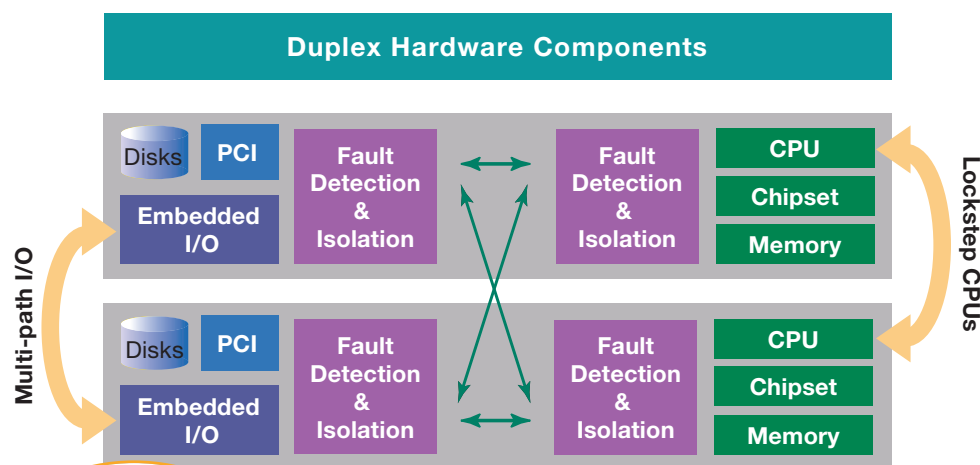 Duplex Hardware Components
Disks
PCI
Embedded
I/O
Fault
Detection
&
Isolation
Fault
Detection
&
Isolation
CPU
Chipset
Memory
Multi-path I/O
Lockstep CPUs
Disks
PCI
Embedded
I/O
Fault
Detection
&
Isolation
Fault
Detection
&
Isolation
CPU
Chipset
Memory